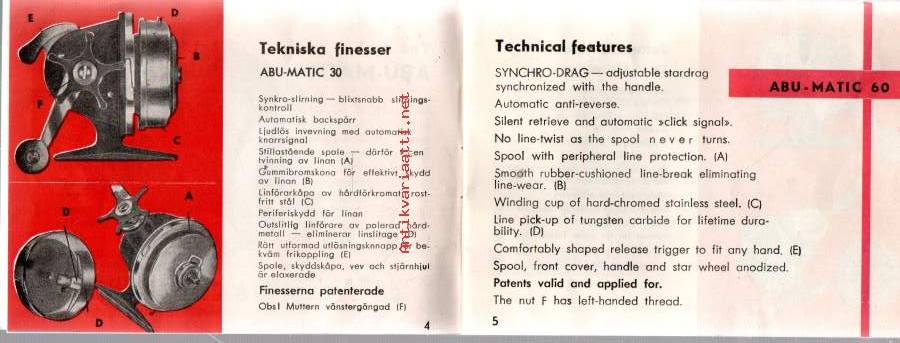 E
D
B
F
C
D
A
D
Tekniska finesser
ABU-MATIC 30
Synkro-slirning — blixtsnabb
kontroll
Automatisk backspärr
Ljudlös invevning med automatisk
knarrsignal
Stillastående spole — därför
tvinning av linan (A)
Gummibromskona för effektivt skydd
av linan (B)
Linförarkåpa av hårdförkromat rost-
fritt stål (C)
Periferiskydd för linan
Outslitlig linförare av polerad hård-
metall — eliminerar linslitage (D)
Rätt utformad utlösningsknnapp för be-
kväm frikoppling (E)
Spole, skyddskåpa, vev och stjärnhjul
är eloxerade
Finesserna patenterade
Obs! Muttern vänstergängad (F)
4
antikvariaatti.net
Technical features
SYNCHRO-DRAG — adjustable stardrag
synchronized with the handle.
Automatic anti-reverse.
Silent retrieve and automatic »click signal».
No line-twist as the spool never turns.
Spool with peripheral line protection. (A)
Smooth rubber-cushioned line-break eliminating
line-wear. (B)
Winding cup of hard-chromed stainless steel. (C)
Line pick-up of tungsten carbide for lifetime dura-
bility. (D)
Comfortably shaped release trigger to fit any hand. (E)
Spool, front cover, handle and star wheel anodized.
Patents valid and applied for.
The nut F has left-handed thread.
5
ABU-MATIC 60